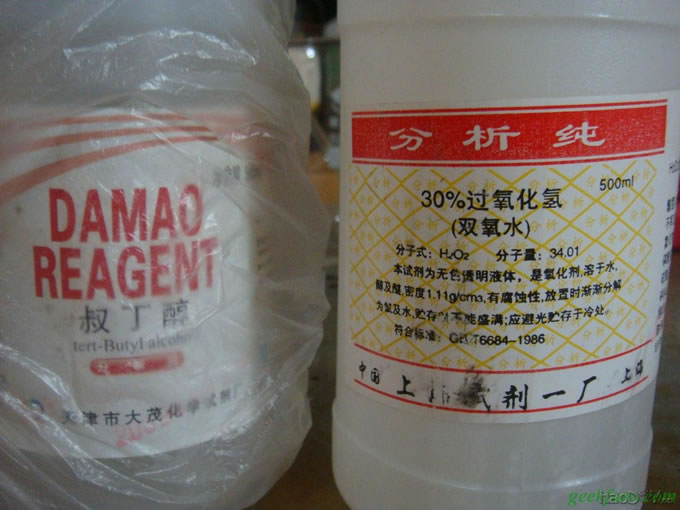 DAMAO
REAGENT
叔丁醇
tert-Butyl alcohol
天津市大茂化学试剂厂
分析纯
30%过氧化氢
500ml
(双氧水)
分子式: H₂O₂ 分子量: 34.01
本试剂为无色透明液体，是氧化剂,溶于水,
醇及醚,密度1.11g/cm3,有腐蚀性,放置时渐渐分解
为氧及水,贮存时不能盛满;应避光贮存于冷处。
符合标准: GB/T6684-1986
中国 上 试剂一厂 上海